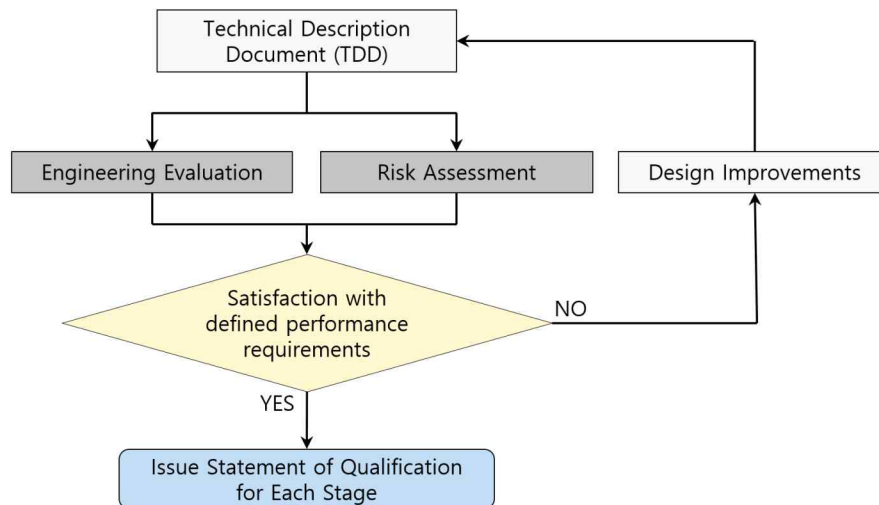 Technical Description
Document (TDD)
Engineering Evaluation
Risk Assessment
Design Improvements
Satisfaction with
defined performance
requirements
NO
YES
Issue Statement of Qualification
for Each Stage